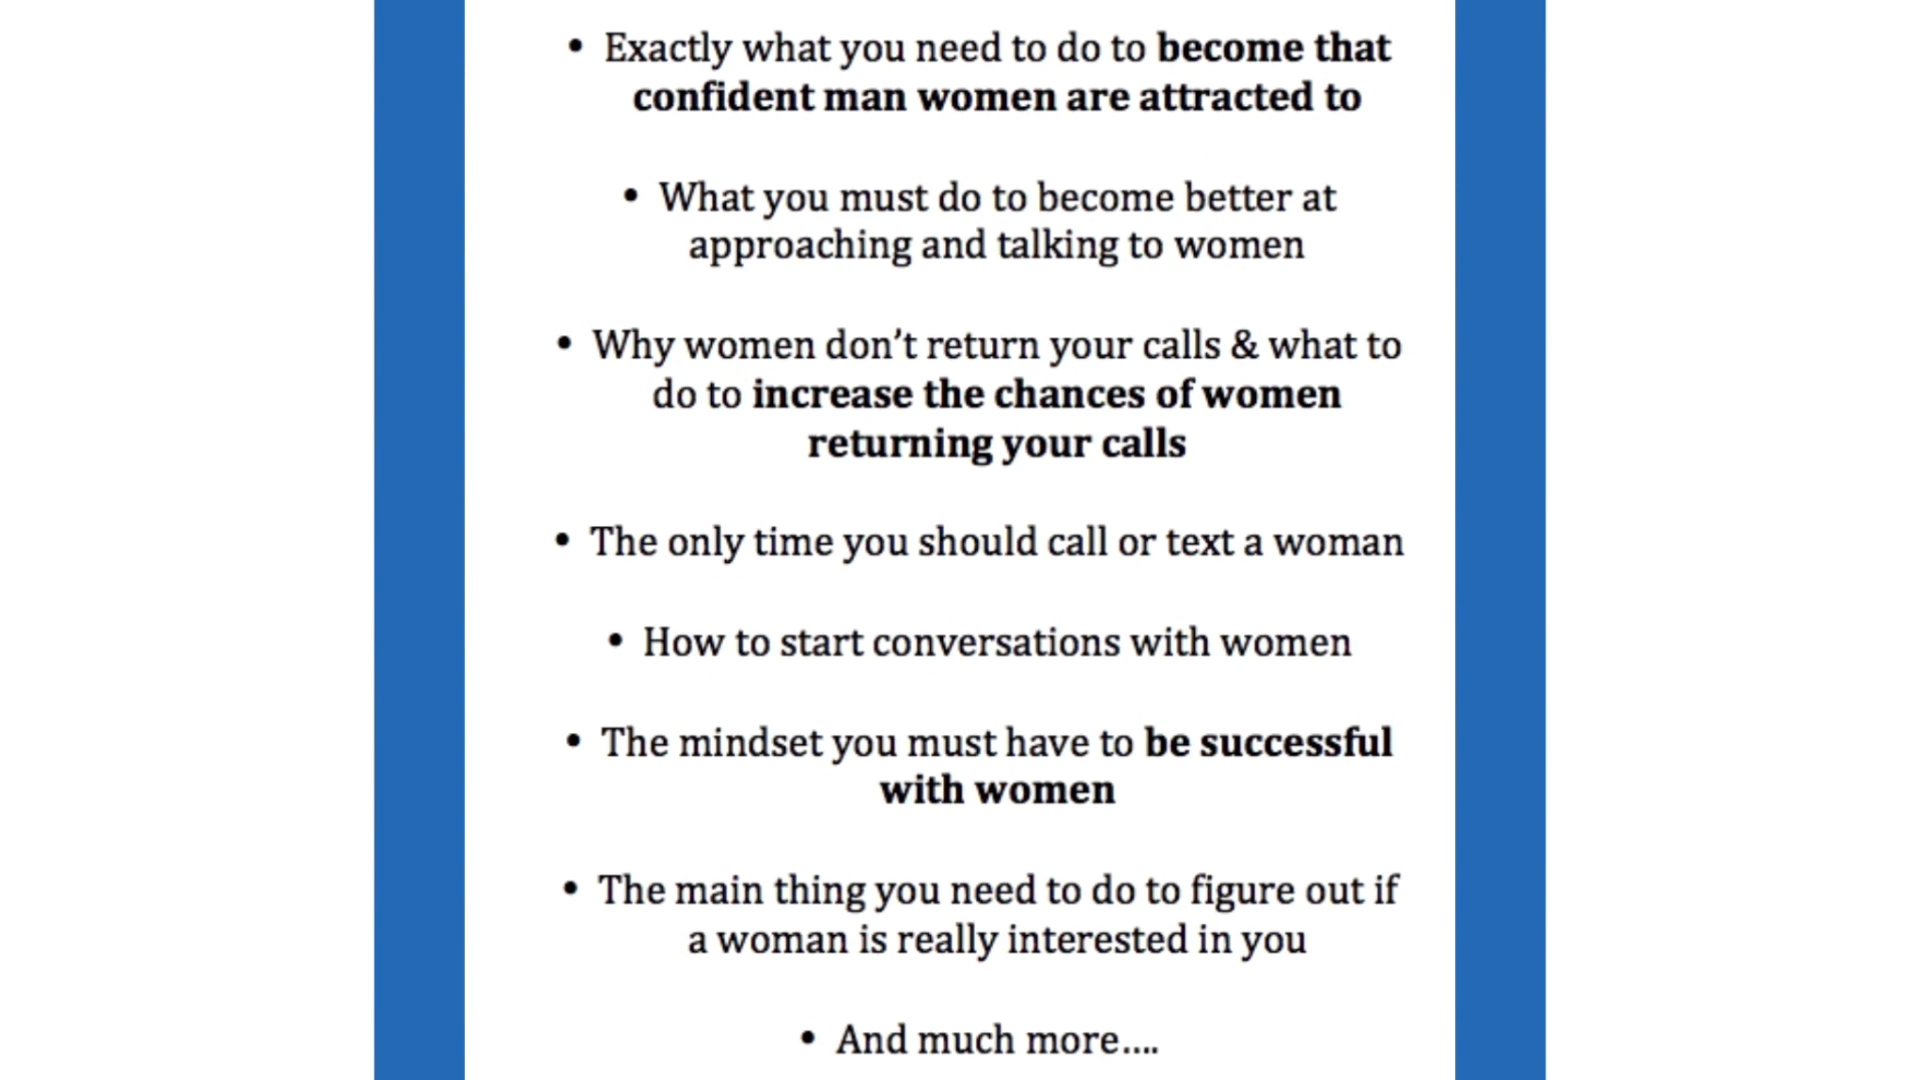 • Exactly what you need to do to become that
confident man women are attracted to
• What you must do to become better at
approaching and talking to women
• Why women don’t return your calls & what to
do to increase the chances of women
returning your calls
• The only time you should call or text a woman
• How to start conversations with women
• The mindset you must have to be successful
with women
• The main thing you need to do to figure out if
a woman is really interested in you
• And much more....